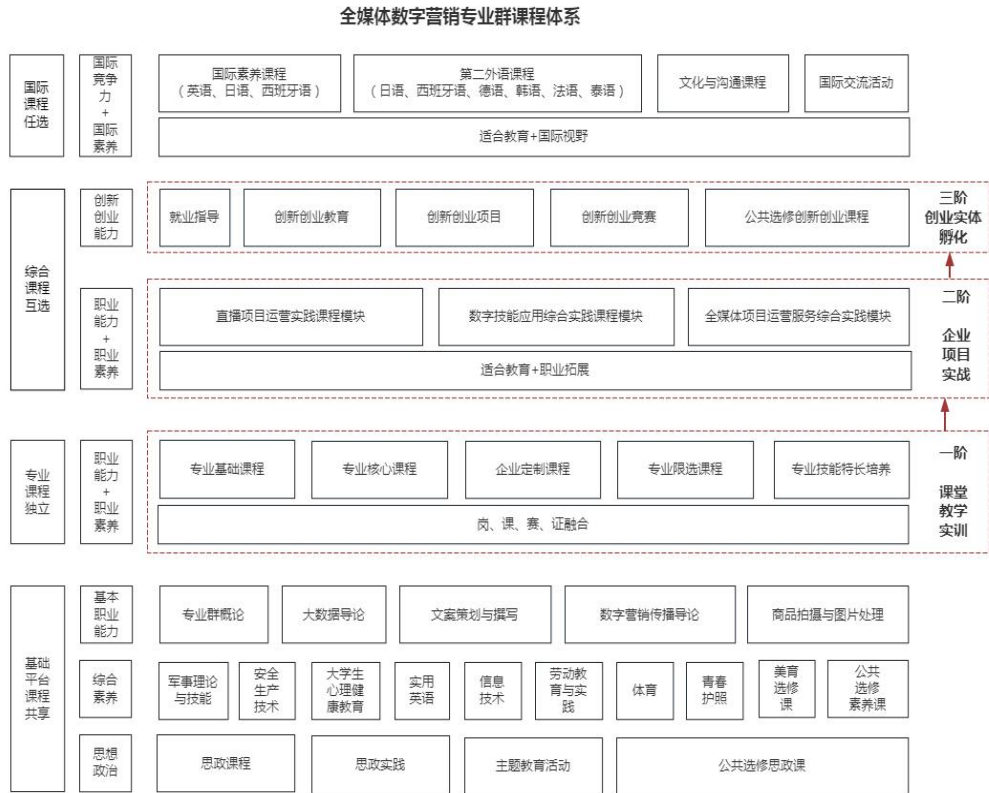 全媒体数字营销专业群课程体系
国际
课程
任选
国际
竞争
力
+
国际
素养
国际素养课程
（英语、日语、西班牙语）
第二外语课程
（日语、西班牙语、德语、韩语、法语、泰语）
文化与沟通课程
国际交流活动
适合教育+国际视野
综合
课程
互选
创新
创业
能力
就业指导
创新创业教育
创新创业项目
创新创业竞赛
公共选修创新创业课程
三阶
创业实体
孵化
职业
能力
+
职业
素养
直播项目运营实践课程模块
数字技能应用综合实践课程模块
全媒体项目运营服务综合实践模块
适合教育+职业拓展
二阶
企业
项目
实战
专业
课程
独立
职业
能力
+
职业
素养
专业基础课程
专业核心课程
企业定制课程
专业限选课程
专业技能特长培养
岗、课、赛、证融合
一阶
课堂
教学
实训
基础
平台
课程
共享
基本
职业
能力
专业群概论
大数据导论
文案策划与撰写
数字营销传播导论
商品拍摄与图片处理
综合
素养
军事理论
与技能
安全
生产
技术
大学生
心理健
康教育
实用
英语
信息
技术
劳动教
育与实
践
体育
青春
护照
美育
选修
课
公共
选修
素养课
思想
政治
思政课程
思政实践
主题教育活动
公共选修思政课